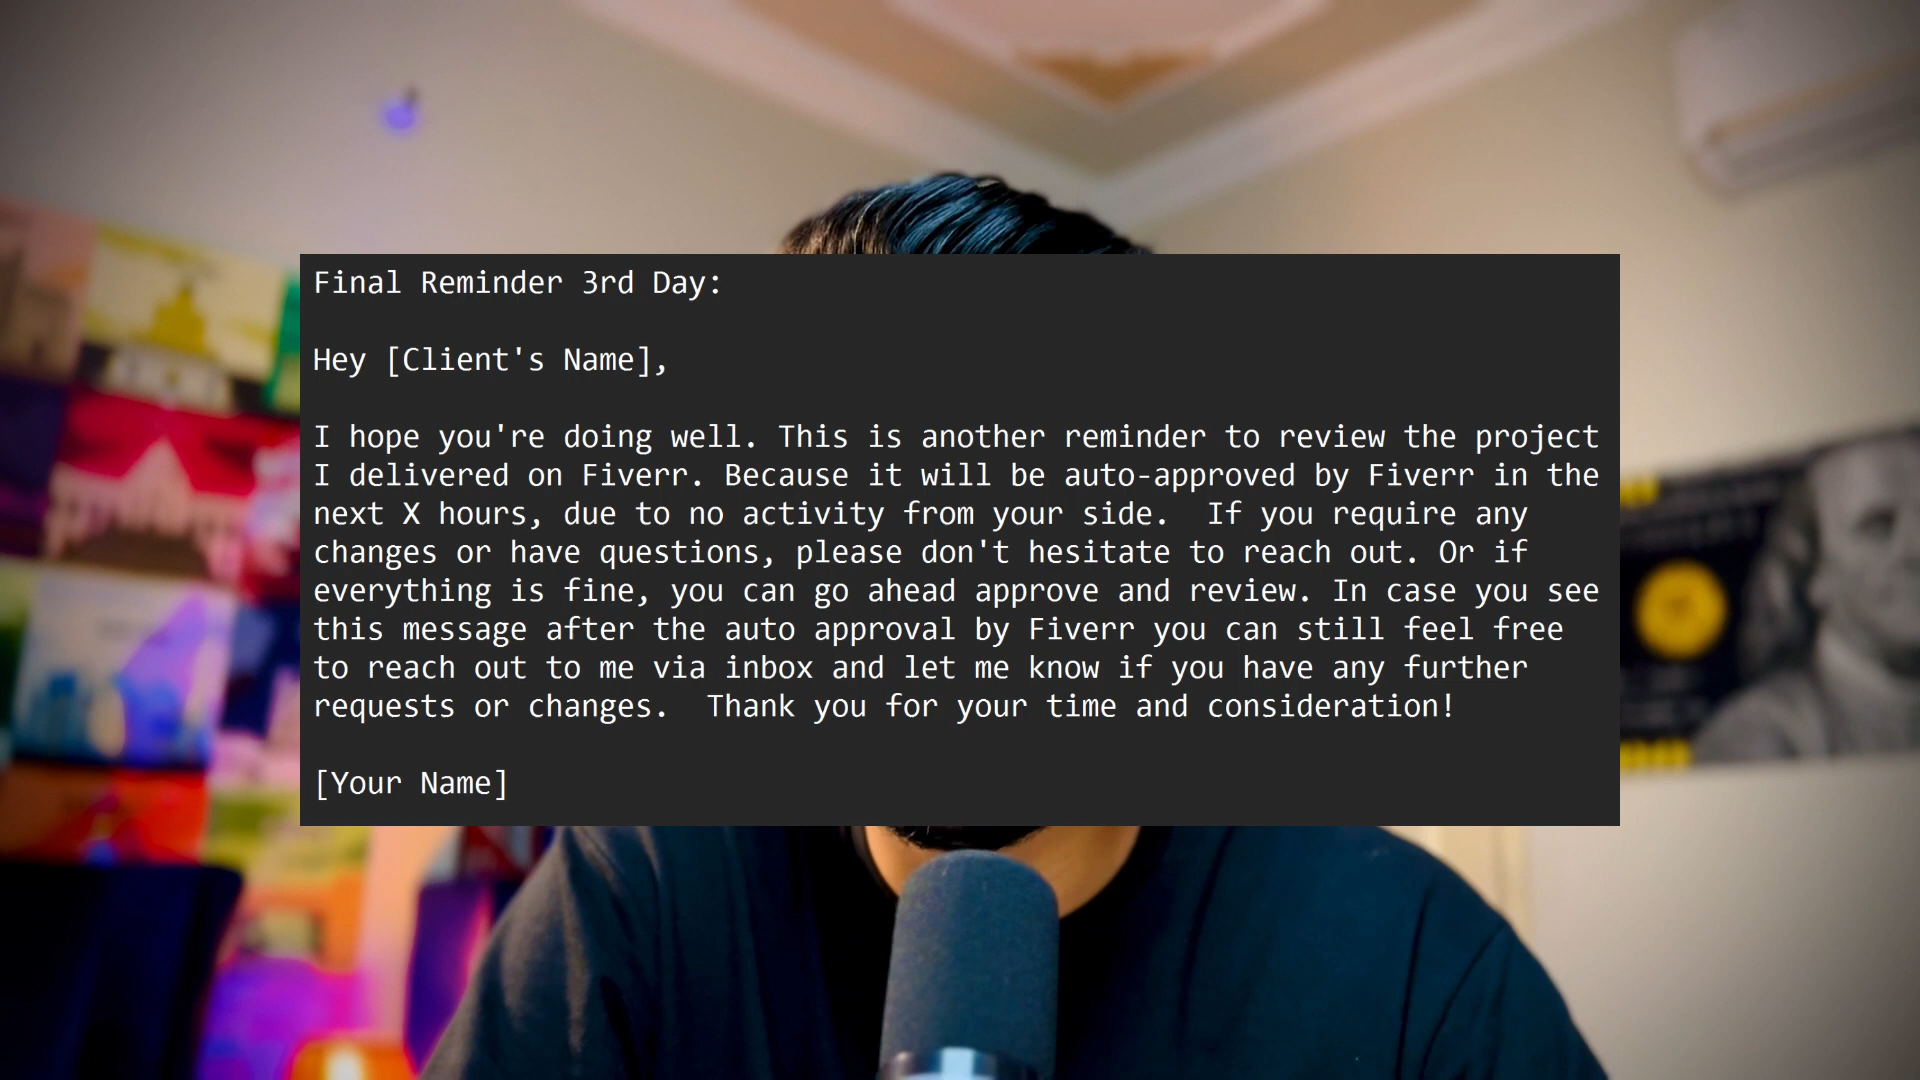 Final Reminder 3rd Day:
Hey [Client's Name],
I hope you're doing well. This is another reminder to review the project
I delivered on Fiverr. Because it will be auto-approved by Fiverr in the
next X hours, due to no activity from your side.  If you require any
changes or have questions, please don't hesitate to reach out. Or if
everything is fine, you can go ahead approve and review. In case you see
this message after the auto approval by Fiverr you can still feel free
to reach out to me via inbox and let me know if you have any further
requests or changes.  Thank you for your time and consideration!
[Your Name]